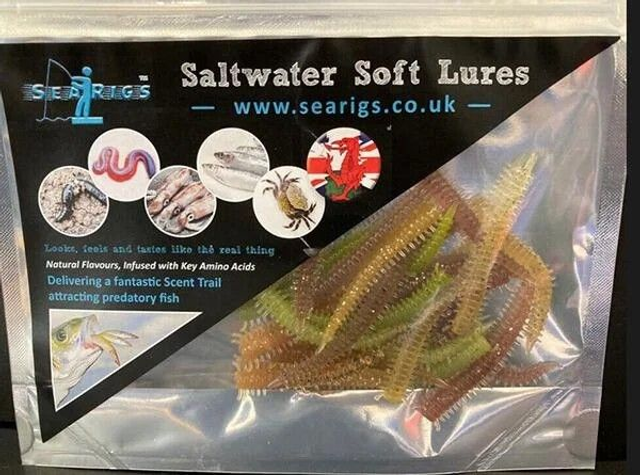 SEARIGS™
Saltwater Soft Lures
— www.searigs.co.uk —
Looks, feels and tastes like the real thing
Natural Flavours, Infused with Key Amino Acids
Delivering a fantastic Scent Trail
attracting predatory fish